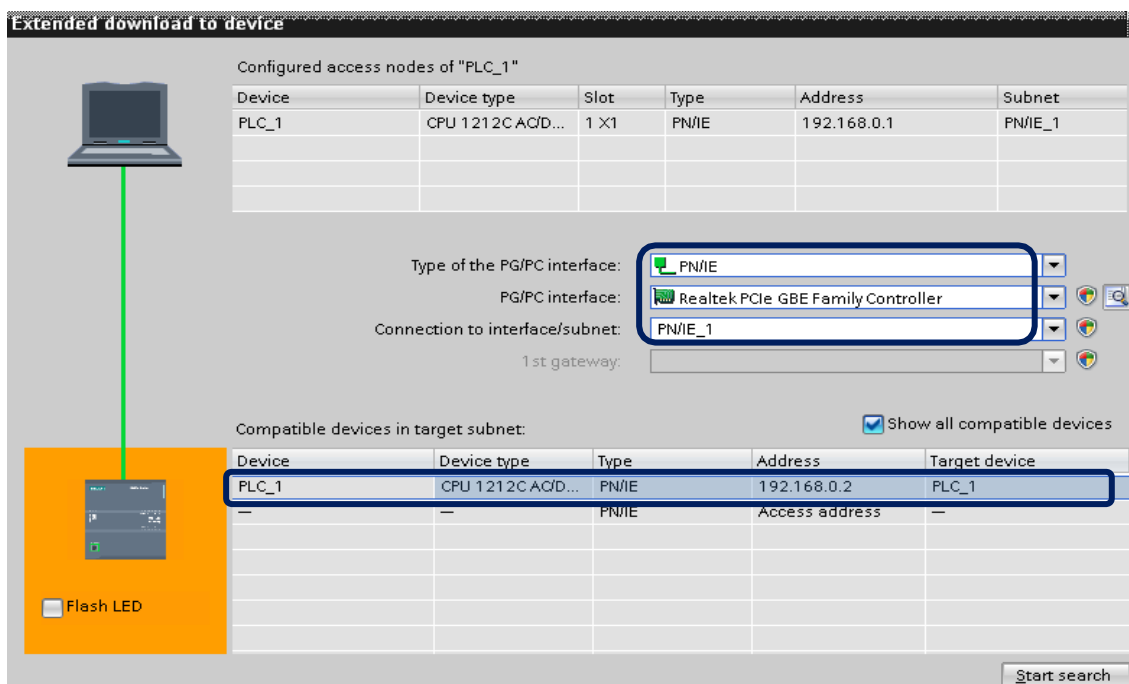 Extended download to device
Configured access nodes of "PLC_1"
Device Device type Slot Type Address Subnet
PLC_1 CPU 1212C AC/D... 1 X1 PN/IE 192.168.0.1 PN/IE_1
Type of the PG/PC interface: PN/IE
PG/PC interface: Realtek PCIe GBE Family Controller
Connection to interface/subnet: PN/IE_1
1st gateway:
Compatible devices in target subnet: Show all compatible devices
Device Device type Type Address Target device
PLC_1 CPU 1212C AC/D... PN/IE 192.168.0.2 PLC_1
— — PN/IE Access address —
Flash LED
Start search